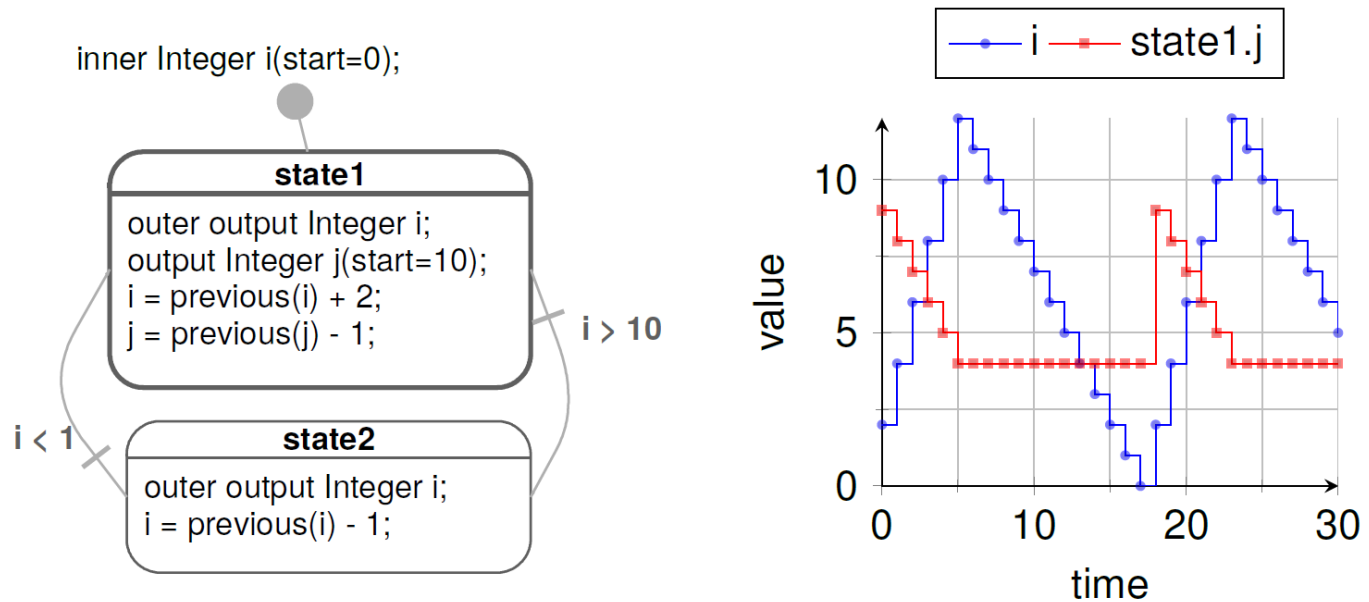 inner Integer i(start=0);
state1
outer output Integer i;
output Integer j(start=10);
i = previous(i) + 2;
j = previous(j) - 1;
i > 10
i < 1
state2
outer output Integer i;
i = previous(i) - 1;
i state1.j
10
5
0
value
0 10 20 30
time